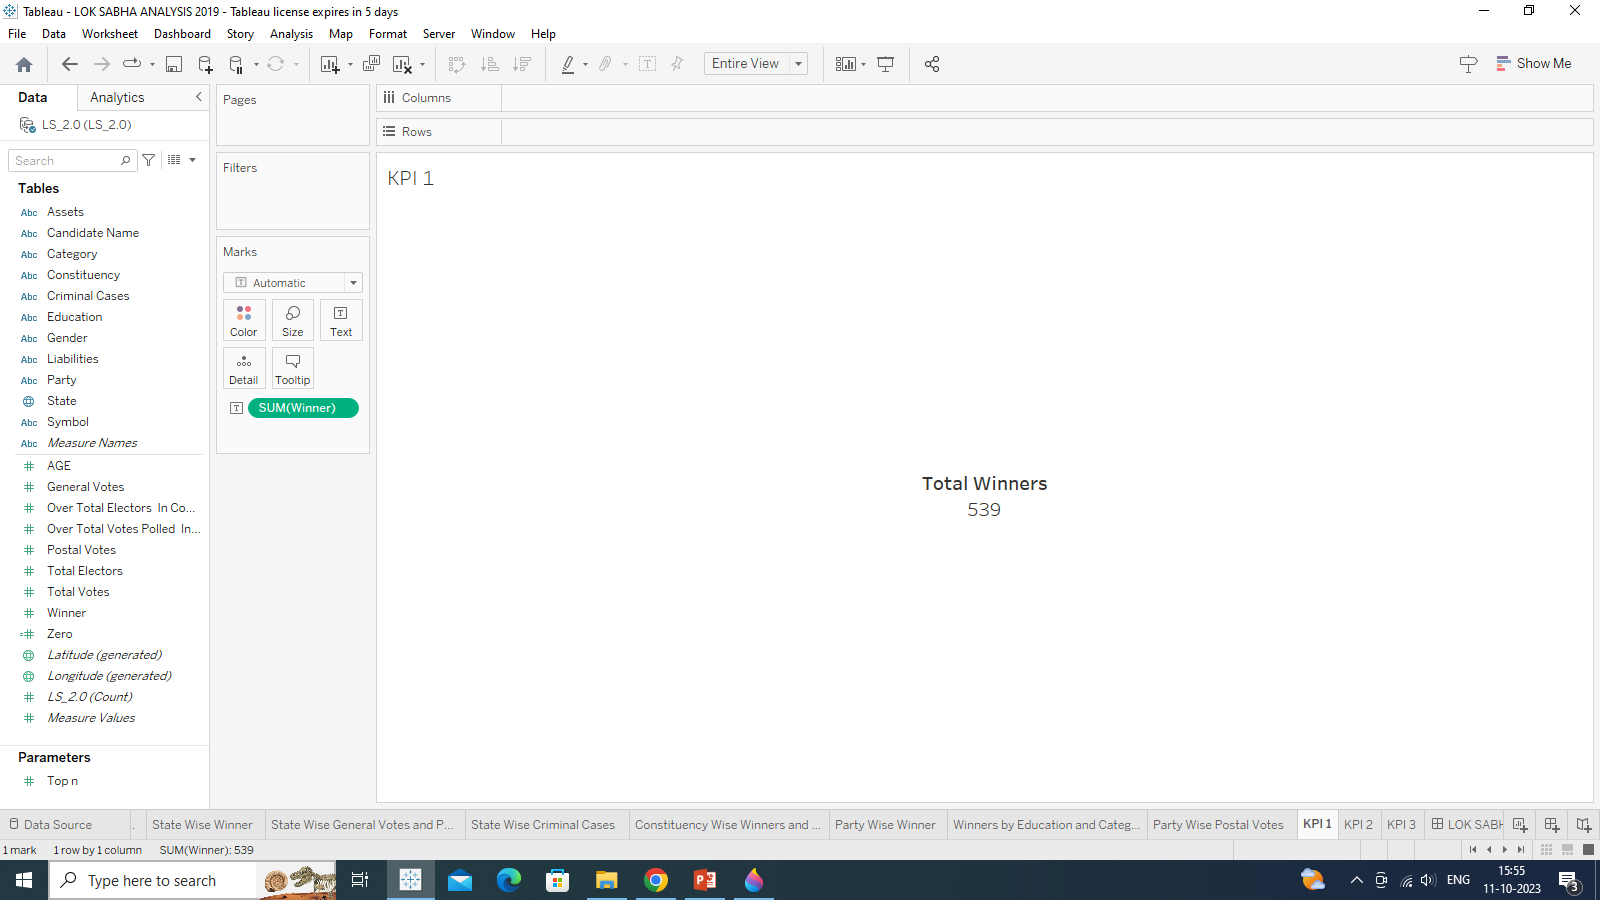 Tableau - LOK SABHA ANALYSIS 2019 - Tableau license expires in 5 days
File Data Worksheet Dashboard Story Analysis Map Format Server Window Help
Entire View
Show Me
Data Analytics
LS_2.0 (LS_2.0)
Search
Tables
Abc Assets
Abc Candidate Name
Abc Category
Abc Constituency
Abc Criminal Cases
Abc Education
Abc Gender
Abc Liabilities
Abc Party
State
Abc Symbol
Abc Measure Names
# AGE
# General Votes
# Over Total Electors In Co...
# Over Total Votes Polled In...
# Postal Votes
# Total Electors
# Total Votes
# Winner
=# Zero
Latitude (generated)
Longitude (generated)
# LS_2.0 (Count)
# Measure Values
Parameters
# Top n
Pages
Filters
Marks
T Automatic
Color Size T Text
Detail Tooltip
T SUM(Winner)
Columns
Rows
KPI 1
Total Winners
539
Data Source . State Wise Winner State Wise General Votes and P... State Wise Criminal Cases Constituency Wise Winners and ... Party Wise Winner Winners by Education and Categ... Party Wise Postal Votes KPI 1 KPI 2 KPI 3 LOK SABH
1 mark 1 row by 1 column SUM(Winner): 539
Type here to search
ENG
15:55
11-10-2023
3